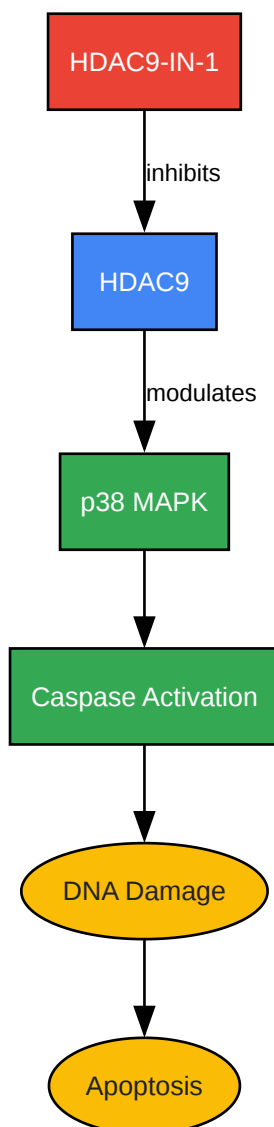 HDAC9-IN-1
inhibits
HDAC9
modulates
p38 MAPK
Caspase Activation
DNA Damage
Apoptosis